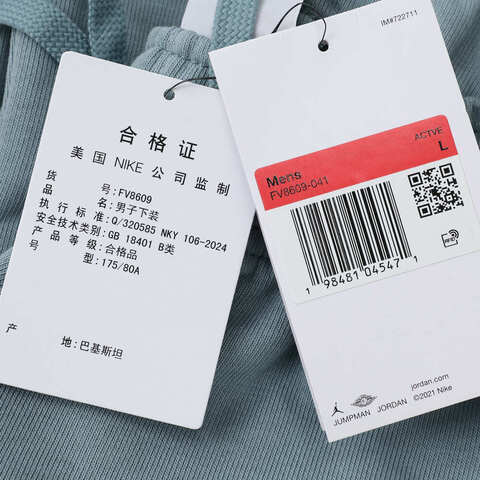 合格证
美国 NIKE 公司监制
货 号: FV8609
品 名: 男子下装
执行标准: Q/320585 NKY 106-2024
安全技术类别: GB 18401 B类
产品等级: 合格品
号 型: 175/80A
产 地: 巴基斯坦
IM#722711
ACTVE
Mens L
FV8609-041
1 98481 04547 1
RFID
jordan.com
©2021 Nike
JUMPMAN JORDAN